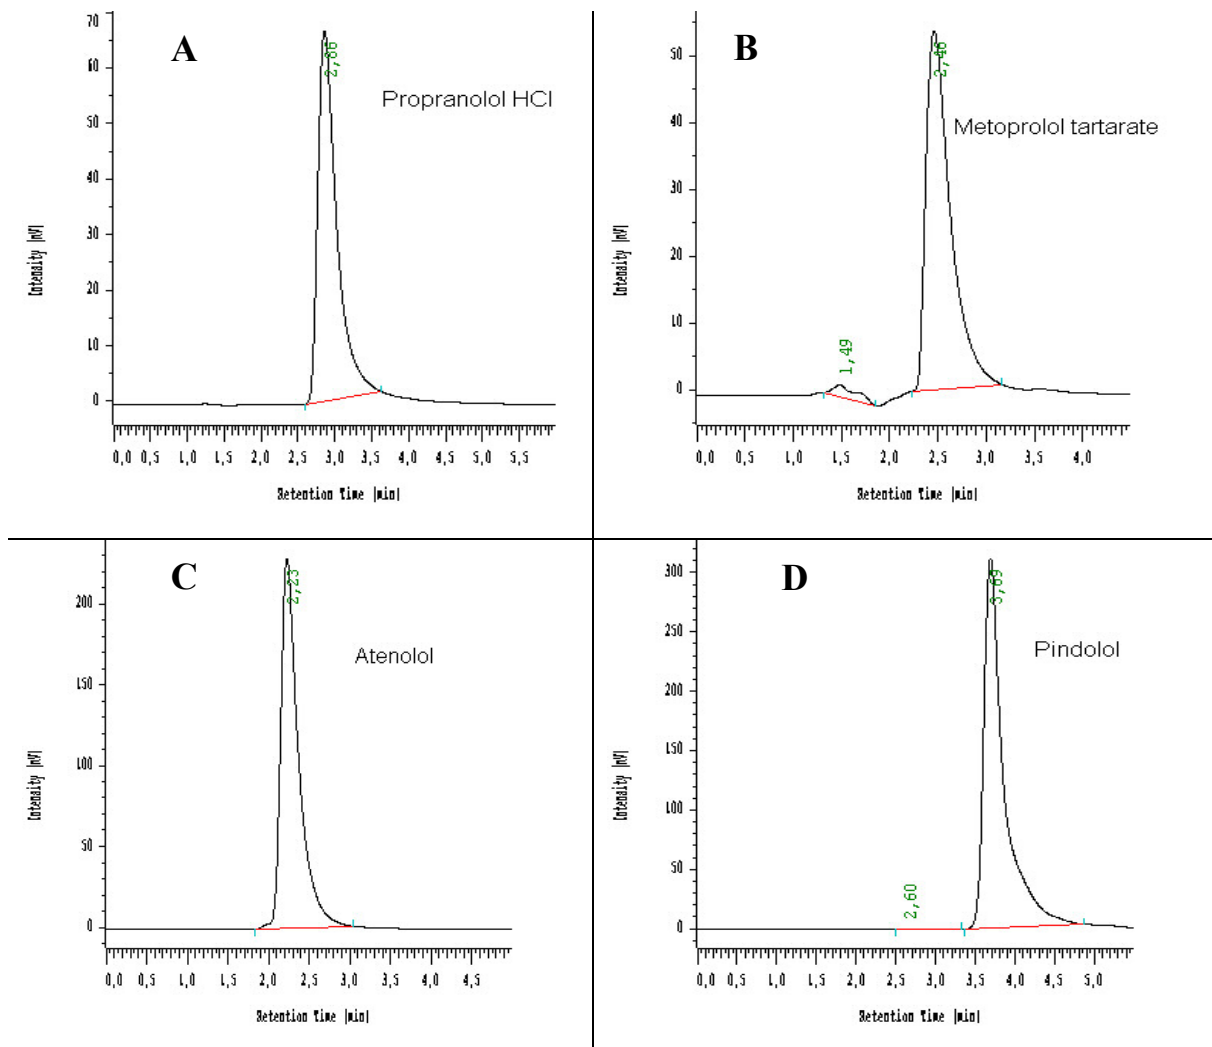 A
Propranolol HCl
2,86
70
60
50
40
30
20
10
0
Intensity [mV]
0,0 0,5 1,0 1,5 2,0 2,5 3,0 3,5 4,0 4,5 5,0 5,5
Retention Time [min]
B
Metoprolol tartarate
2,46
1,49
50
40
30
20
10
0
Intensity [mV]
0,0 0,5 1,0 1,5 2,0 2,5 3,0 3,5 4,0
Retention Time [min]
C
Atenolol
2,23
200
150
100
50
0
Intensity [mV]
0,0 0,5 1,0 1,5 2,0 2,5 3,0 3,5 4,0 4,5
Retention Time [min]
D
Pindolol
3,69
2,60
300
250
200
150
100
50
0
Intensity [mV]
0,0 0,5 1,0 1,5 2,0 2,5 3,0 3,5 4,0 4,5 5,0
Retention Time [min]